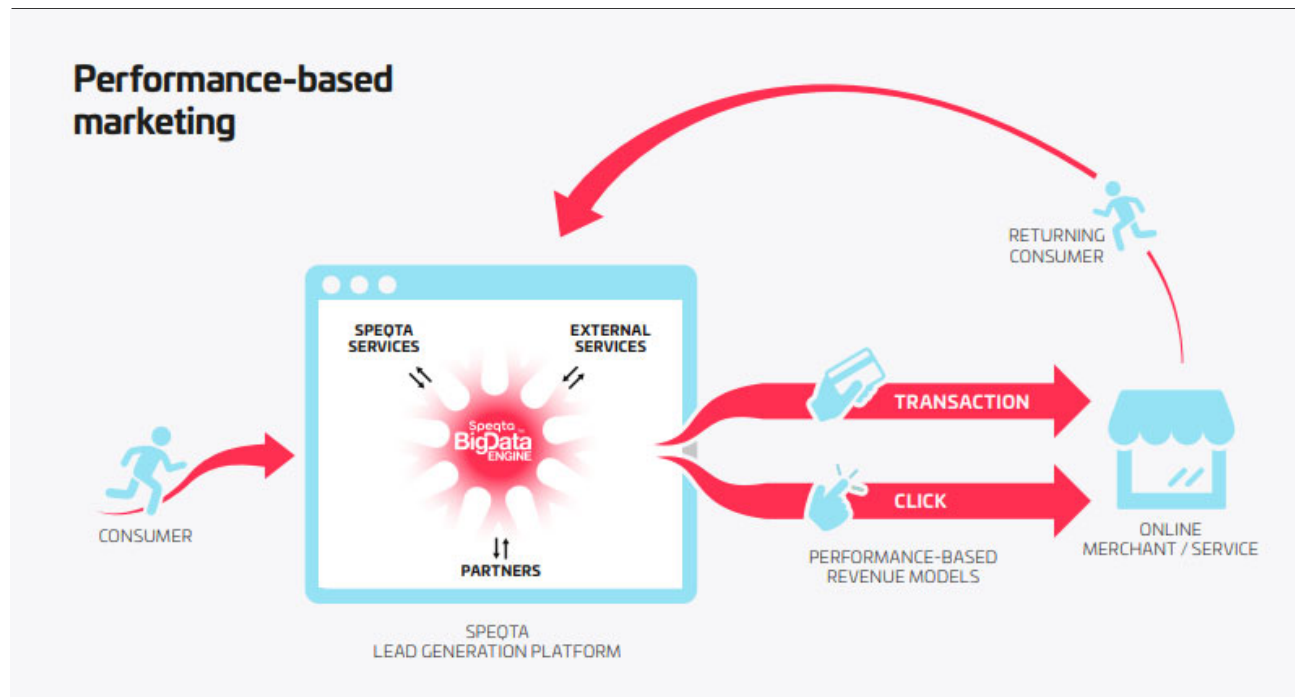 Performance-based
marketing
RETURNING
CONSUMER
SPEQTA
SERVICES
EXTERNAL
SERVICES
Speqta
BigData
ENGINE
PARTNERS
TRANSACTION
CLICK
CONSUMER
PERFORMANCE-BASED
REVENUE MODELS
ONLINE
MERCHANT / SERVICE
SPEQTA
LEAD GENERATION PLATFORM